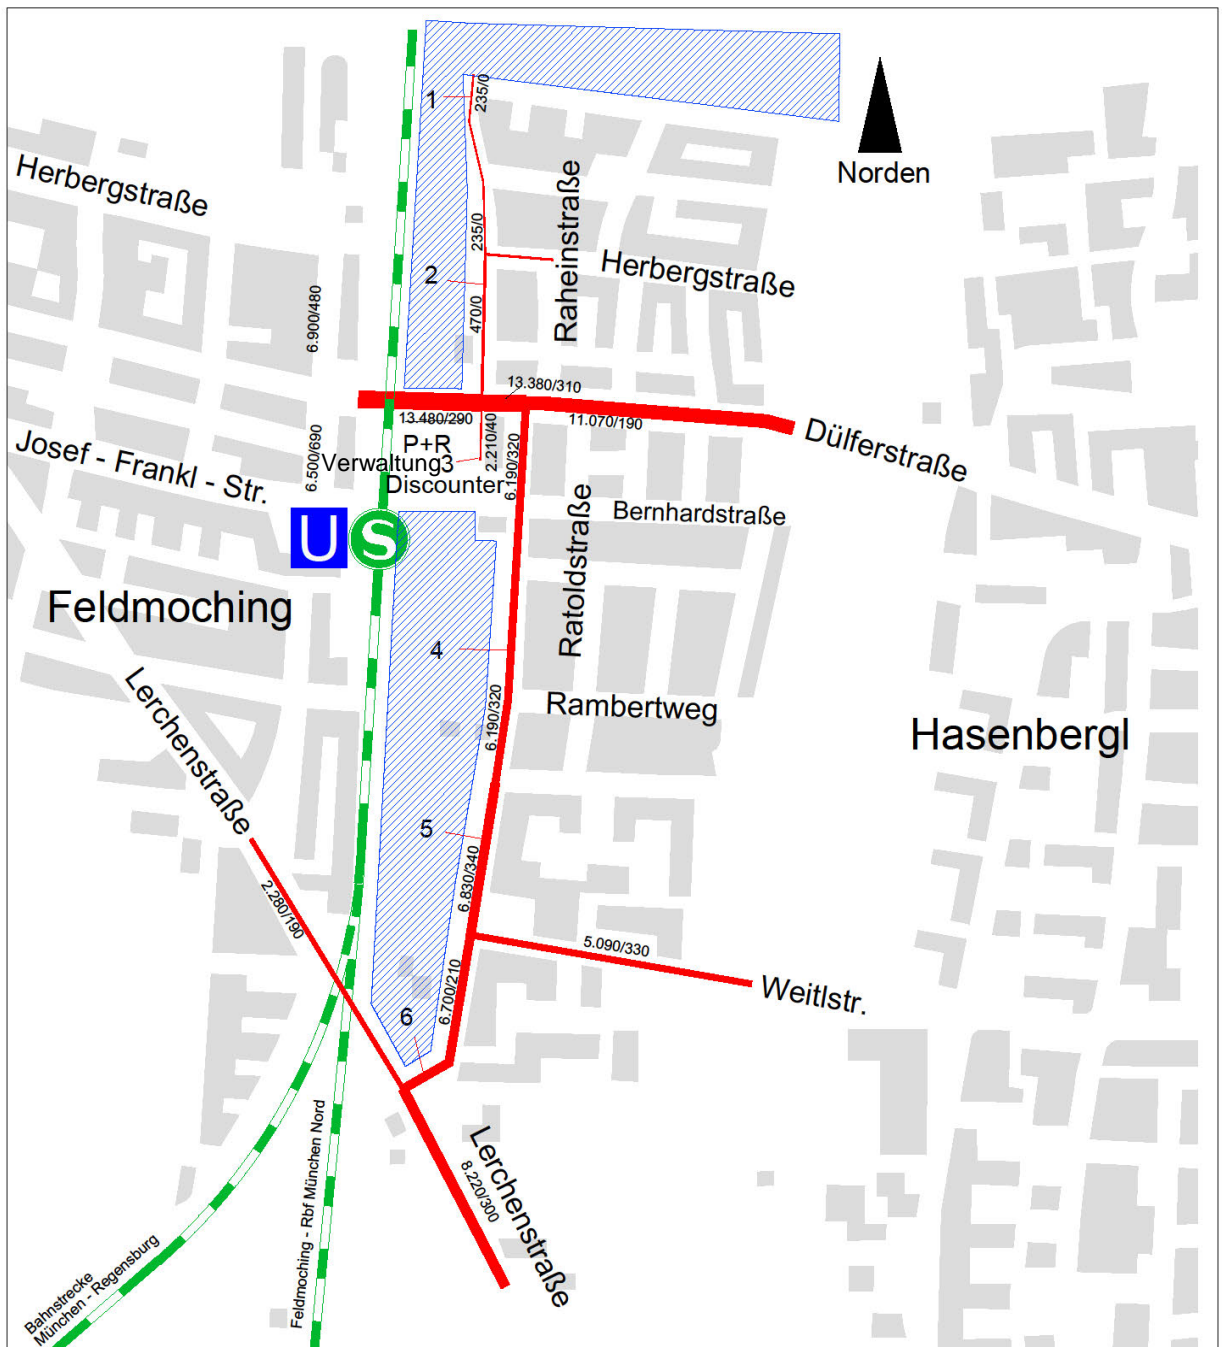 1
235/0
Norden
Herbergstraße
Raheinstraße
235/0
Herbergstraße
2
6.900/480
470/0
13.380/310
13.480/290
11.070/190
Dülferstraße
P+R
2.210/40
6.190/320
Verwaltung3
Discounter
Josef - Frankl - Str.
6.500/690
Bernhardstraße
U
S
Ratoldstraße
Feldmoching
4
Lerchenstraße
6.190/320
Rambertweg
Hasenbergl
5
6.830/340
2.280/190
5.090/330
Weitlstr.
6.700/210
6
Lerchenstraße
8.220/300
Feldmoching - Rbf München Nord
Bahnstrecke
München - Regensburg